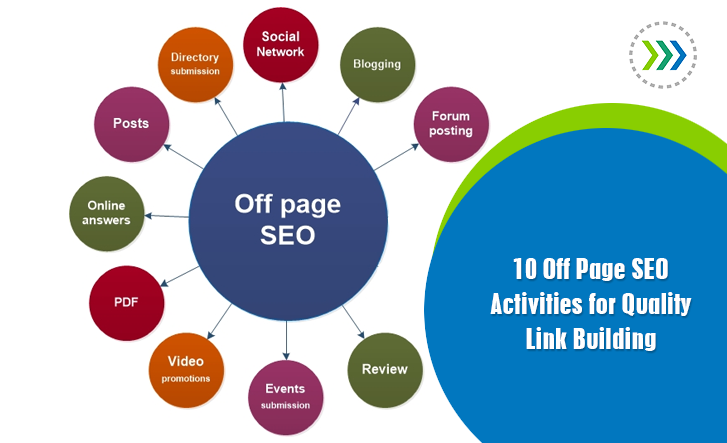 Social
Network
Directory
submission
Blogging
Posts
Forum
posting
Online
answers
Off page
SEO
PDF
Video
promotions
Events
submission
Review
10 Off Page SEO
Activities for Quality
Link Building